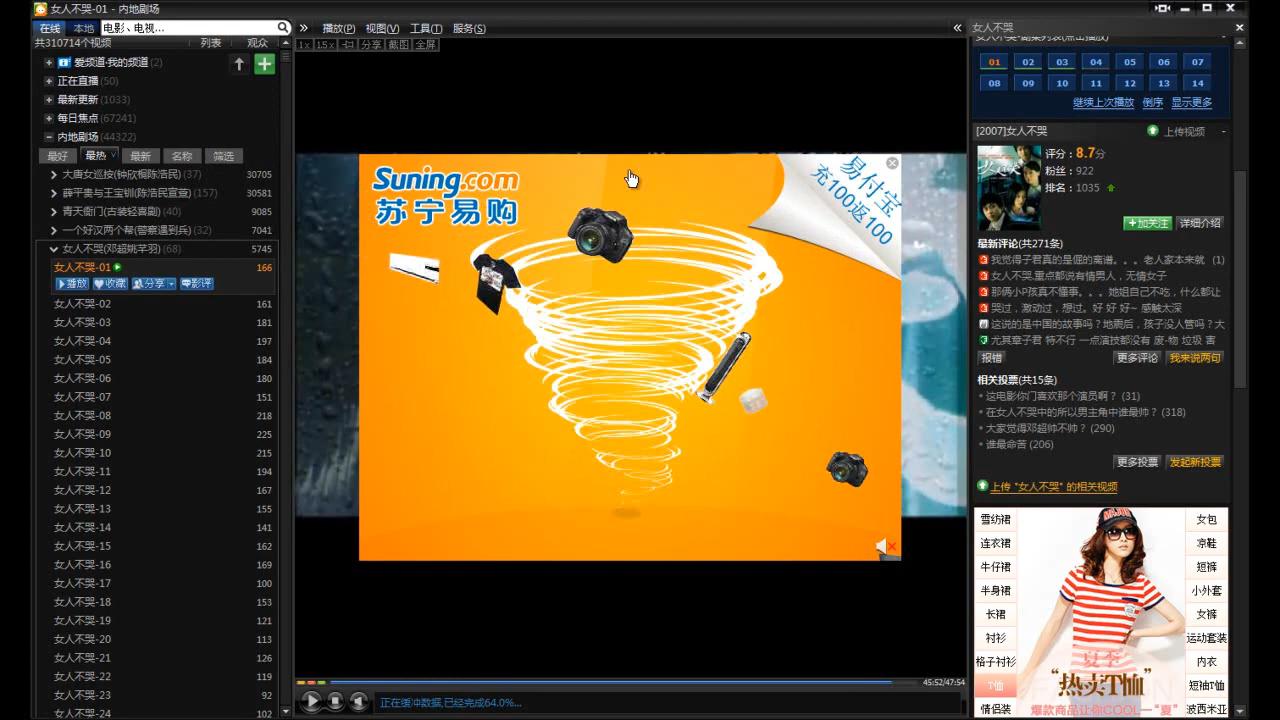 女人不哭-01 - 内地剧场
在线 本地 电影、电视...
播放(P) 视图(V) 工具(T) 服务(S)
共310714个视频 列表 观众
1x 1.5x 分享 截图 全屏
爱频道·我的频道 (2)
正在直播 (50)
最新更新 (1033)
每日焦点 (67241)
内地剧场 (44322)
最好 最热 最新 名称 筛选
大唐女巡按(钟欣桐陈浩民) (37) 30705
薛平贵与王宝钏(陈浩民宣萱) (157) 30581
青天衙门(古装轻喜剧) (40) 9085
一个好汉两个帮(警察遇到兵) (32) 7041
女人不哭(邓超姚芊羽) (68) 5745
女人不哭-01 166
播放 收藏 分享 影评
女人不哭-02 161
女人不哭-03 181
女人不哭-04 197
女人不哭-05 184
女人不哭-06 180
女人不哭-07 151
女人不哭-08 218
女人不哭-09 225
女人不哭-10 215
女人不哭-11 194
女人不哭-12 167
女人不哭-13 155
女人不哭-14 141
女人不哭-15 162
女人不哭-16 169
女人不哭-17 100
女人不哭-18 153
女人不哭-19 121
女人不哭-20 113
女人不哭-21 126
女人不哭-22 119
女人不哭-23 92
女人不哭-24 102
Suning.com
苏宁易购
易付宝
充100返100
45:52/47:54
正在缓冲数据,已经完成64.0%...
女人不哭
女人不哭-剧集列表(点击播放)
01 02 03 04 05 06 07
08 09 10 11 12 13 14
继续上次播放 倒序 显示更多
[2007]女人不哭 上传视频
评分：8.7分
粉丝：922
排名：1035
+加关注 详细介绍
最新评论(共271条)
我觉得子君真的是假的离谱。。。老人家本来就 (1)
女人不哭.重点都说有情男人，无情女子
那俩小P孩真不懂事。。。她姐自己不吃，什么都让
哭过，激动过，想过。好 好 好~ 感触太深
这说的是中国的故事吗？地震后，孩子没人管吗？大
尤其章子君 特不行 一点演技都没有 废-物 垃圾 害
报错 更多评论 我来说两句
相关投票(共15条)
这电影你门喜欢那个演员啊？ (31)
在女人不哭中的所以男主角中谁最帅？ (318)
大家觉得邓超帅不帅？ (290)
谁最命苦 (206)
更多投票 发起新投票
上传 "女人不哭" 的相关视频
雪纺裙 女包
连衣裙 凉鞋
牛仔裙 短裤
半身裙 小外套
长裙 女裤
衬衫 运动套装
格子衬衫 内衣
T恤 短袖T恤
情侣装 波西米亚
夏季
"热卖T恤"
爆款商品让你COOL一"夏"